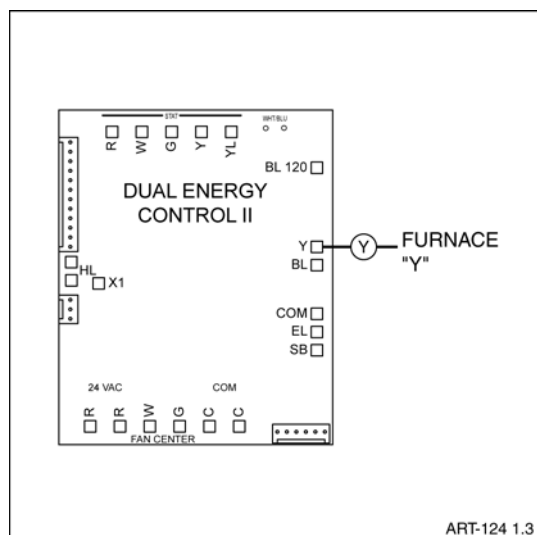 STAT
WHT/BLU
R W G Y YL
BL 120
DUAL ENERGY
CONTROL II
Y
Y
FURNACE
"Y"
BL
HL
X1
COM
EL
SB
24 VAC
COM
R R W G C C
FAN CENTER
ART-124 1.3